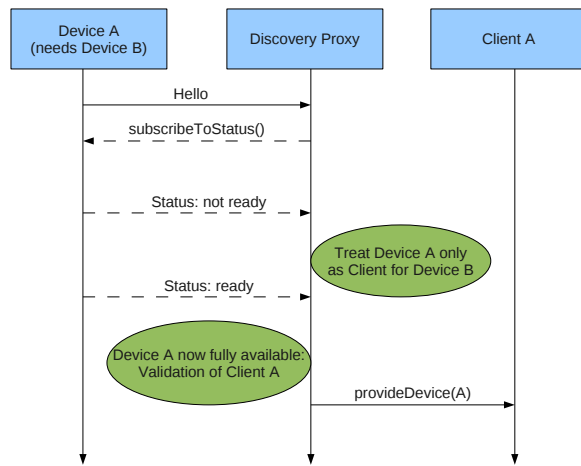 Device A
(needs Device B)
Discovery Proxy
Client A
Hello
subscribeToStatus()
Status: not ready
Treat Device A only
as Client for Device B
Status: ready
Device A now fully available:
Validation of Client A
provideDevice(A)